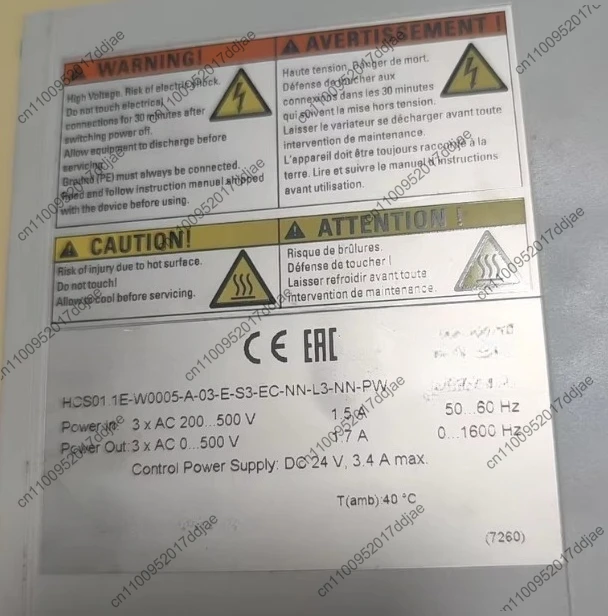 WARNING!
High Voltage. Risk of electric shock.
Do not touch electrical
connections for 30 minutes after
switching power off.
Allow equipment to discharge before
servicing.
Ground (PE) must always be connected.
Read and follow instruction manual shipped
with the device before using.
AVERTISSEMENT !
Haute tension. Danger de mort.
Défense de toucher aux
connexions dans les 30 minutes
qui suivent la mise hors tension.
Laisser le variateur se décharger avant toute
intervention de maintenance.
L'appareil doit être toujours raccordé à la
terre. Lire et suivre le manuel d'instructions
avant utilisation.
CAUTION!
Risk of injury due to hot surface.
Do not touch!
Allow to cool before servicing.
ATTENTION !
Risque de brûlures.
Défense de toucher !
Laisser refroidir avant toute
intervention de maintenance.
CE EAC
HCS01.1E-W0005-A-03-E-S3-EC-NN-L3-NN-PW
Power in: 3 x AC 200...500 V 1.5 A 50...60 Hz
Power Out: 3 x AC 0...500 V 1.7 A 0...1600 Hz
Control Power Supply: DC 24 V, 3.4 A max.
T(amb):40 °C
(7260)
cn1100952017ddjae